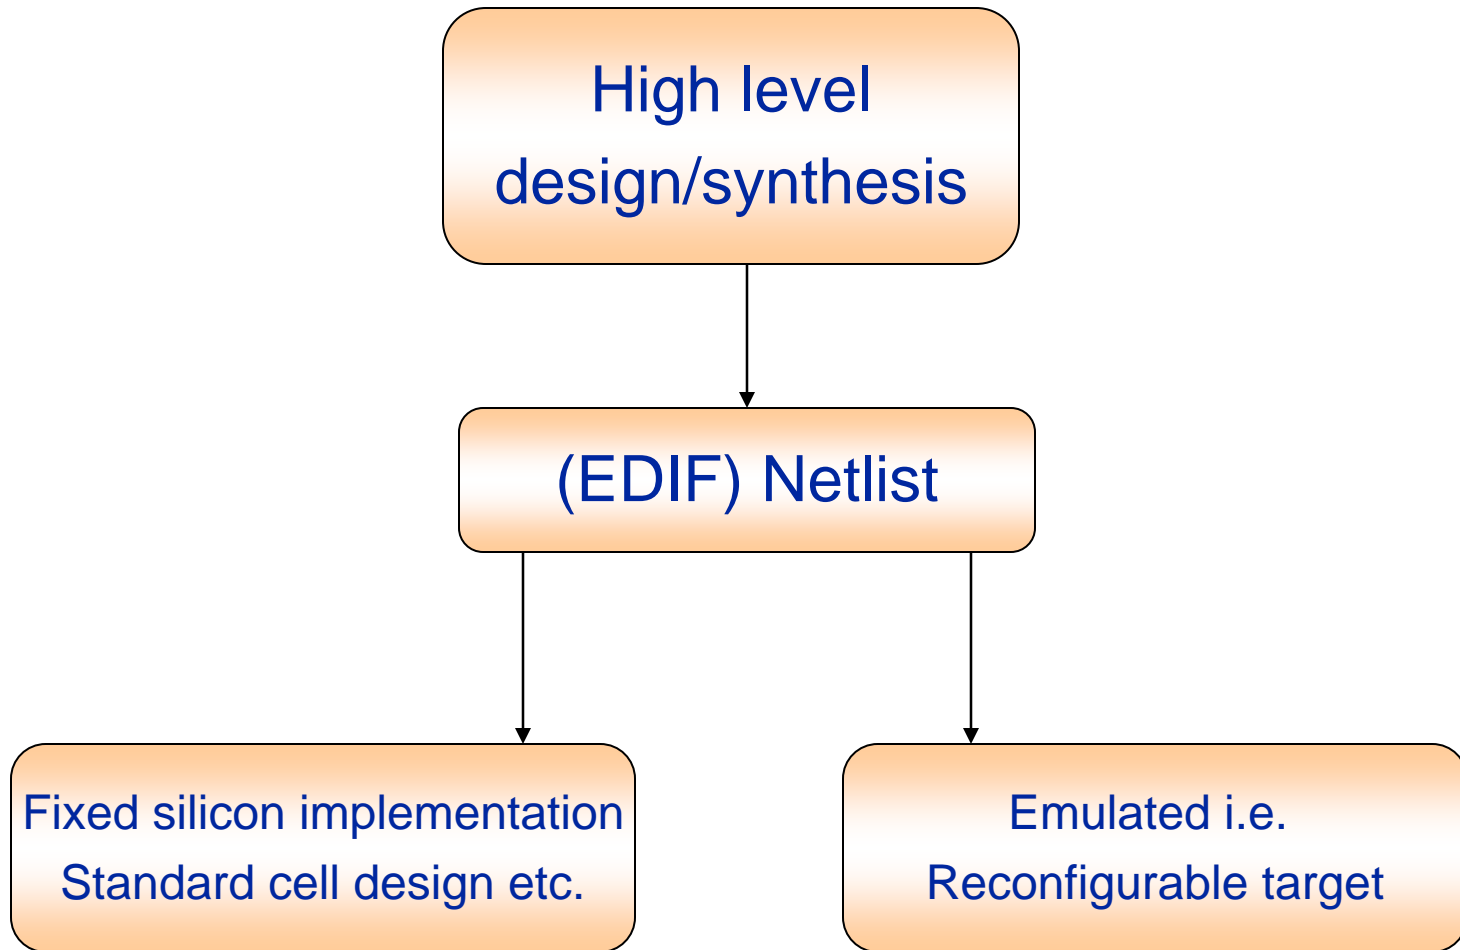 High level
design/synthesis
(EDIF) Netlist
Fixed silicon implementation
Standard cell design etc.
Emulated i.e.
Reconfigurable target